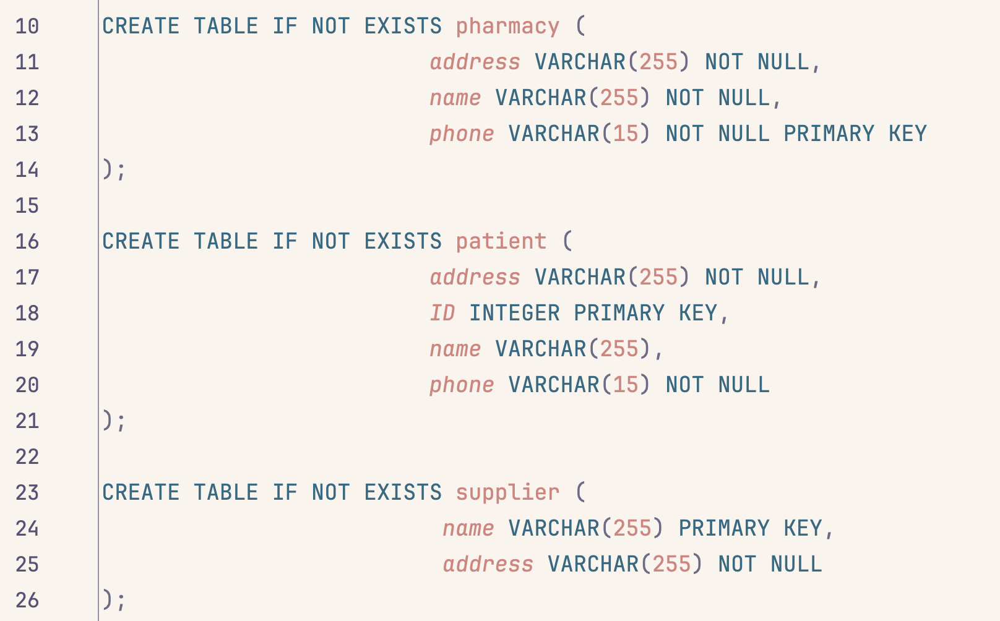 10 CREATE TABLE IF NOT EXISTS pharmacy (
11 address VARCHAR(255) NOT NULL,
12 name VARCHAR(255) NOT NULL,
13 phone VARCHAR(15) NOT NULL PRIMARY KEY
14 );
15
16 CREATE TABLE IF NOT EXISTS patient (
17 address VARCHAR(255) NOT NULL,
18 ID INTEGER PRIMARY KEY,
19 name VARCHAR(255),
20 phone VARCHAR(15) NOT NULL
21 );
22
23 CREATE TABLE IF NOT EXISTS supplier (
24 name VARCHAR(255) PRIMARY KEY,
25 address VARCHAR(255) NOT NULL
26 );